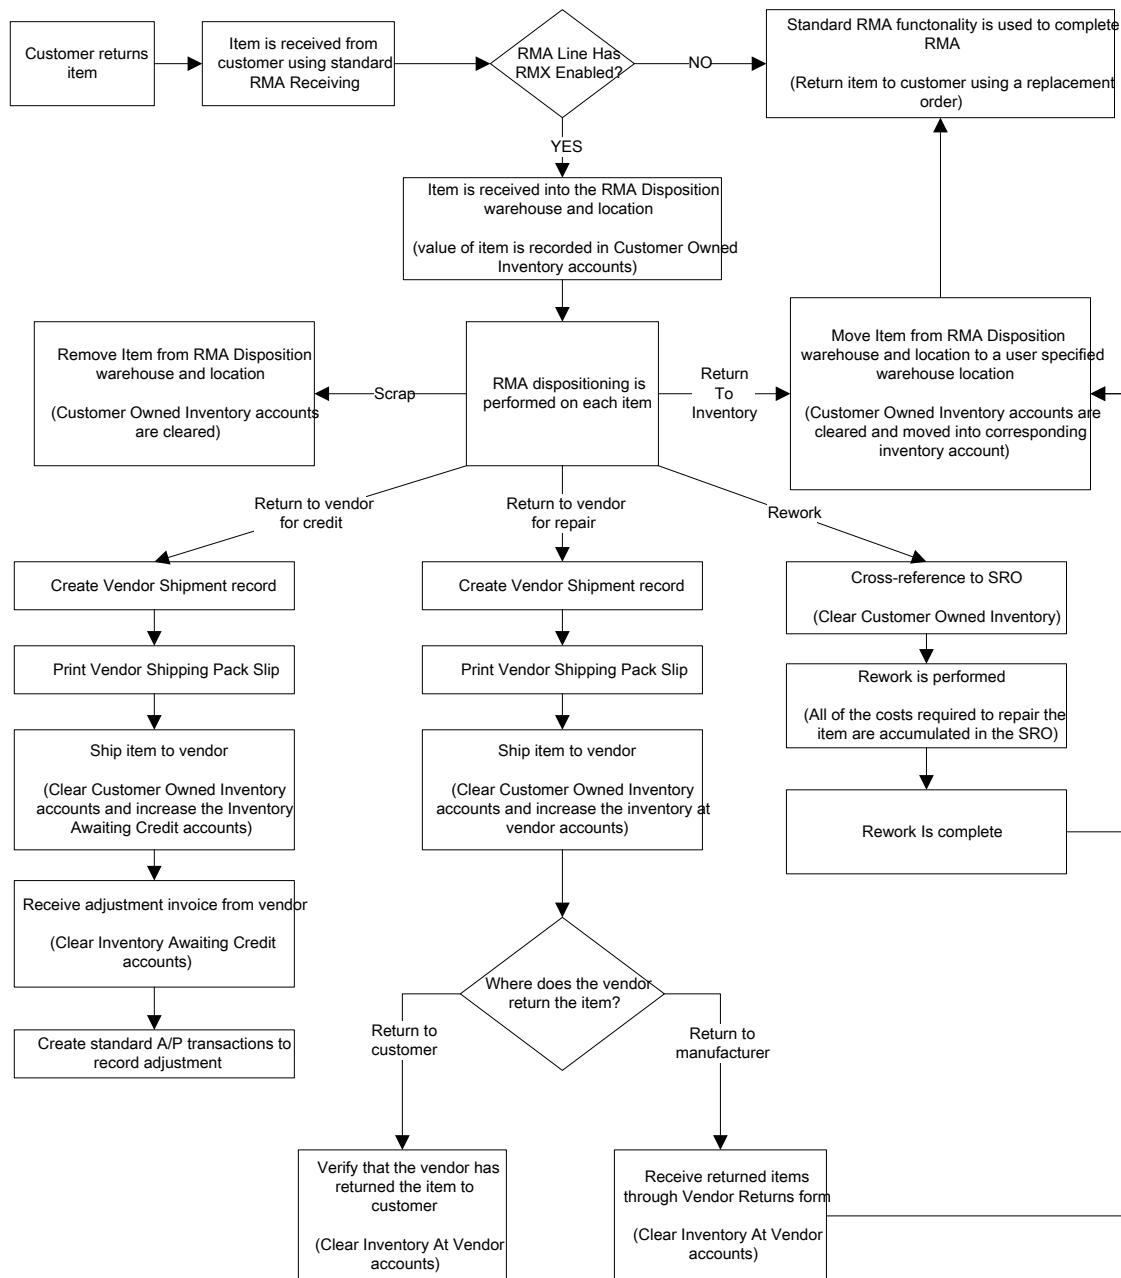 Customer returns
item
Item is received from
customer using standard
RMA Receiving
RMA Line Has
RMX Enabled?
NO
Standard RMA functonality is used to complete
RMA
(Return item to customer using a replacement
order)
YES
Item is received into the RMA Disposition
warehouse and location
(value of item is recorded in Customer Owned
Inventory accounts)
Remove Item from RMA Disposition
warehouse and location
(Customer Owned Inventory accounts
are cleared)
Scrap
RMA dispositioning is
performed on each item
Return
To
Inventory
Move Item from RMA Disposition
warehouse and location to a user specified
warehouse location
(Customer Owned Inventory accounts are
cleared and moved into corresponding
inventory account)
Return to vendor
for credit
Return to vendor
for repair
Rework
Create Vendor Shipment record
Print Vendor Shipping Pack Slip
Ship item to vendor
(Clear Customer Owned Inventory
accounts and increase the Inventory
Awaiting Credit accounts)
Receive adjustment invoice from vendor
(Clear Inventory Awaiting Credit
accounts)
Create standard A/P transactions to
record adjustment
Create Vendor Shipment record
Print Vendor Shipping Pack Slip
Ship item to vendor
(Clear Customer Owned Inventory
accounts and increase the inventory at
vendor accounts)
Where does the vendor
return the item?
Return to
customer
Return to
manufacturer
Verify that the vendor has
returned the item to
customer
(Clear Inventory At Vendor
accounts)
Receive returned items
through Vendor Returns form
(Clear Inventory At Vendor
accounts)
Cross-reference to SRO
(Clear Customer Owned Inventory)
Rework is performed
(All of the costs required to repair the
item are accumulated in the SRO)
Rework Is complete